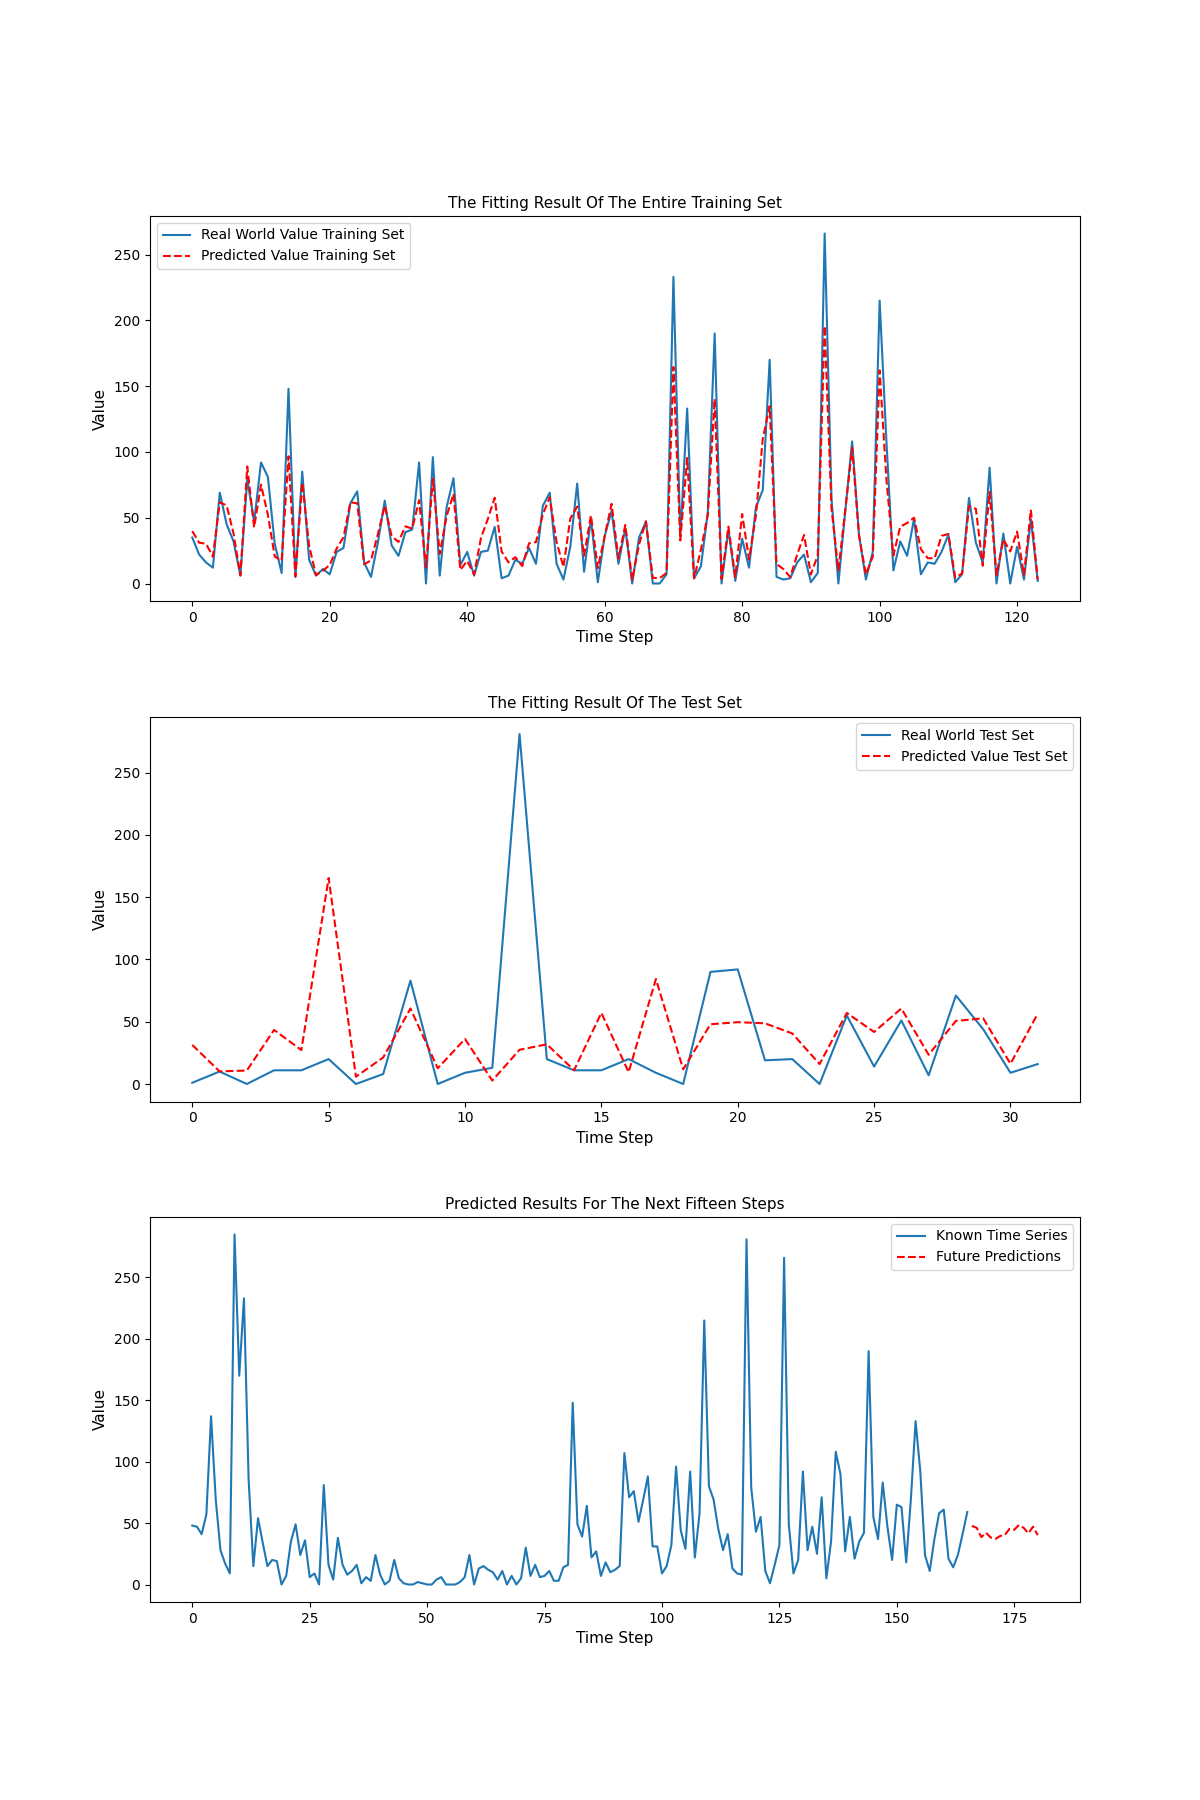 The Fitting Result Of The Entire Training Set
Real World Value Training Set
Predicted Value Training Set
250
200
150
100
50
0
Value
0 20 40 60 80 100 120
Time Step
The Fitting Result Of The Test Set
Real World Test Set
Predicted Value Test Set
250
200
150
100
50
0
Value
0 5 10 15 20 25 30
Time Step
Predicted Results For The Next Fifteen Steps
Known Time Series
Future Predictions
250
200
150
100
50
0
Value
0 25 50 75 100 125 150 175
Time Step